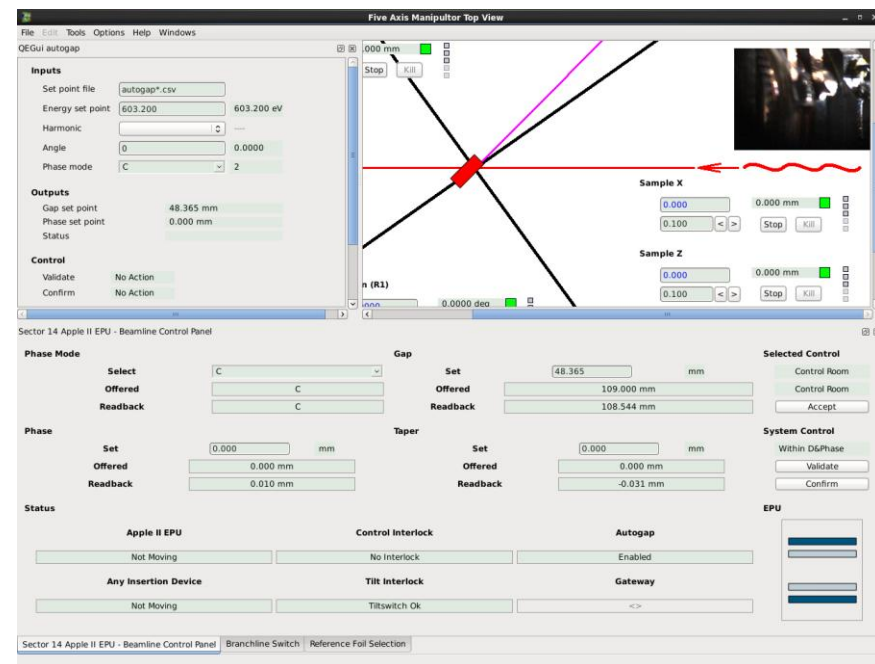 Five Axis Manipultor Top View
File Edit Tools Options Help Windows
QEGui autogap
Inputs
Set point file autogap*.csv
Energy set point 603.200 603.200 eV
Harmonic ---
Angle 0 0.0000
Phase mode C 2
Outputs
Gap set point 48.365 mm
Phase set point 0.000 mm
Status
Control
Validate No Action
Confirm No Action
.000 mm
Stop Kill
Sample X
0.000 0.000 mm
0.100 < > Stop Kill
Sample Z
0.000 0.000 mm
0.100 < > Stop Kill
n (R1)
0.0000 deg
Sector 14 Apple II EPU - Beamline Control Panel
Phase Mode
Select C
Offered C
Readback C
Gap
Set 48.365 mm
Offered 109.000 mm
Readback 108.544 mm
Selected Control
Control Room
Control Room
Accept
Phase
Set 0.000 mm
Offered 0.000 mm
Readback 0.010 mm
Taper
Set 0.000 mm
Offered 0.000 mm
Readback -0.031 mm
System Control
Within D&Phase
Validate
Confirm
Status
Apple II EPU Control Interlock Autogap
Not Moving No Interlock Enabled
Any Insertion Device Tilt Interlock Gateway
Not Moving Tiltswitch Ok <>
EPU
Sector 14 Apple II EPU - Beamline Control Panel Branchline Switch Reference Foil Selection